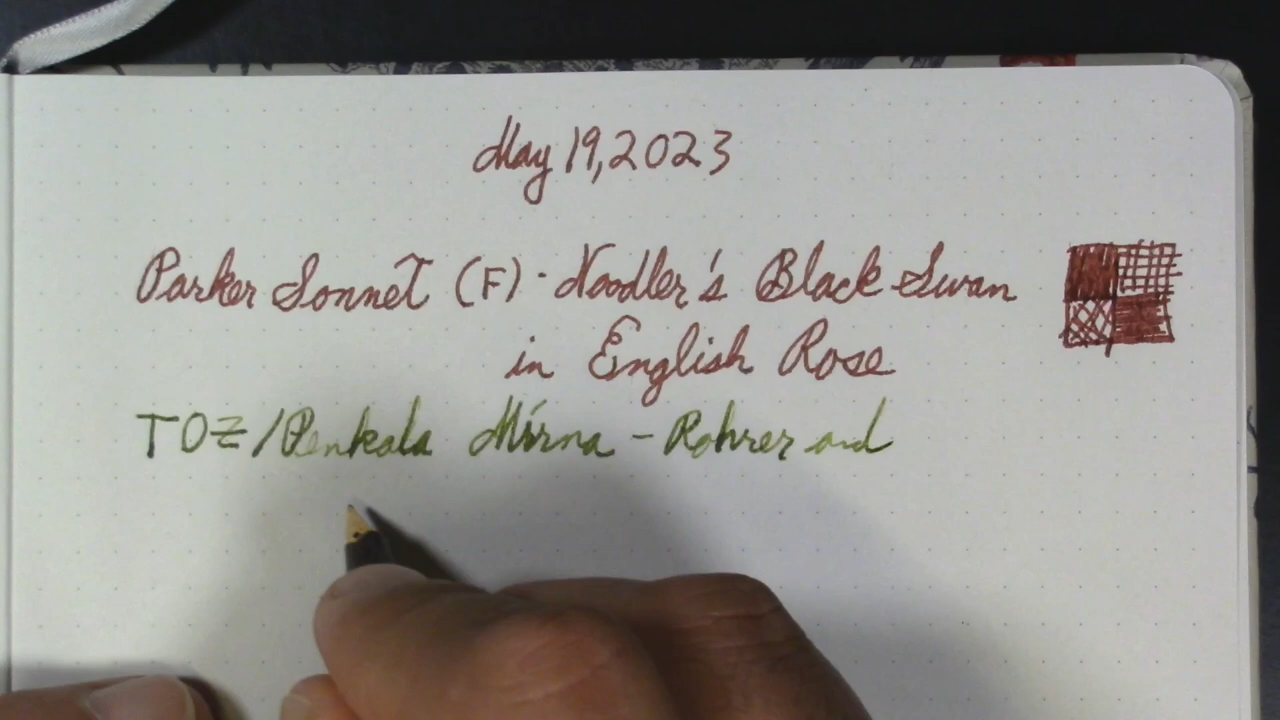 May 19, 2023
Parker Sonnet (F) · Noodler's Black Swan
in English Rose
TOZ/Penkala Mirna - Rohrer and